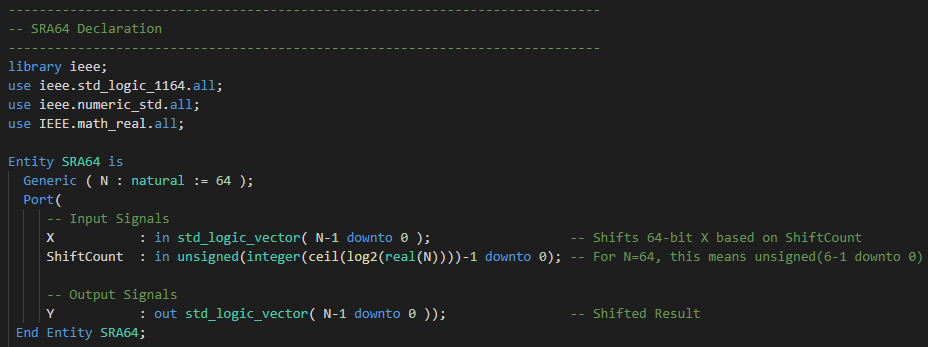 -----------------------------------------------------------------------------
-- SRA64 Declaration
-----------------------------------------------------------------------------
library ieee;
use ieee.std_logic_1164.all;
use ieee.numeric_std.all;
use IEEE.math_real.all;

Entity SRA64 is
  Generic ( N : natural := 64 );
  Port(
     -- Input Signals
     X           : in std_logic_vector( N-1 downto 0 );                  -- Shifts 64-bit X based on ShiftCount
     ShiftCount  : in unsigned(integer(ceil(log2(real(N))))-1 downto 0); -- For N=64, this means unsigned(6-1 downto 0)

     -- Output Signals
     Y           : out std_logic_vector( N-1 downto 0 ));                -- Shifted Result
 End Entity SRA64;